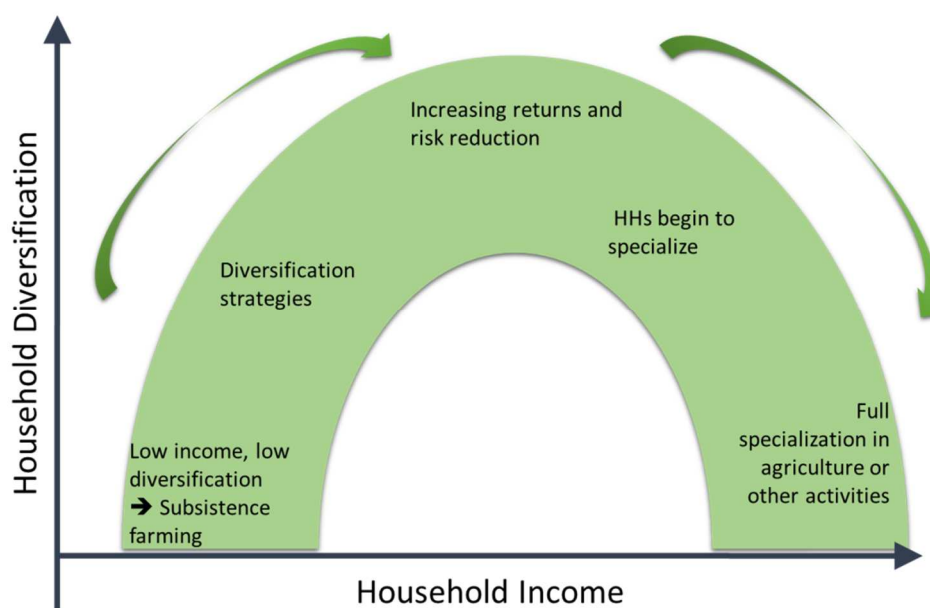 Household Diversification
Increasing returns and
risk reduction
HHs begin to
specialize
Diversification
strategies
Full
specialization in
agriculture or
other activities
Low income, low
diversification
➔ Subsistence
farming
Household Income